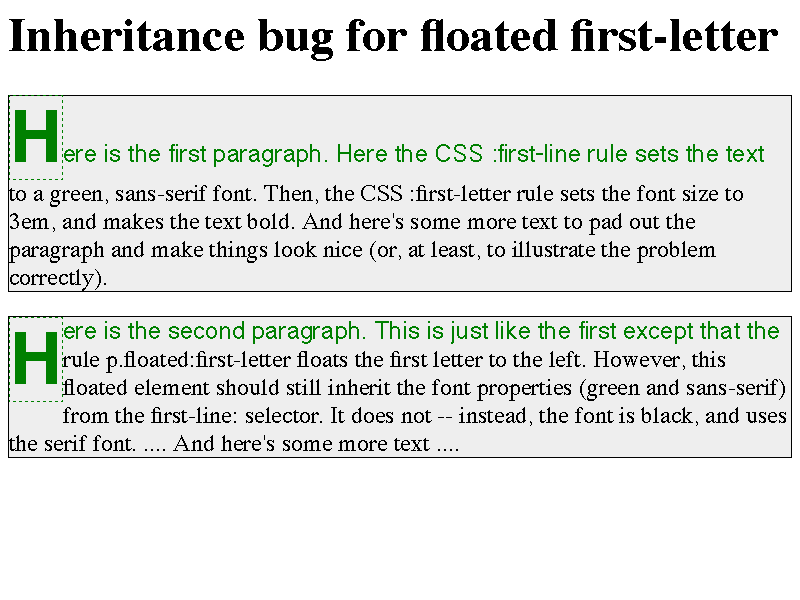 Inheritance bug for floated first-letter
Here is the first paragraph. Here the CSS :first-line rule sets the text
to a green, sans-serif font. Then, the CSS :first-letter rule sets the font size to
3em, and makes the text bold. And here's some more text to pad out the
paragraph and make things look nice (or, at least, to illustrate the problem
correctly).
Here is the second paragraph. This is just like the first except that the
rule p.floated:first-letter floats the first letter to the left. However, this
floated element should still inherit the font properties (green and sans-serif)
from the first-line: selector. It does not -- instead, the font is black, and uses
the serif font. .... And here's some more text ....